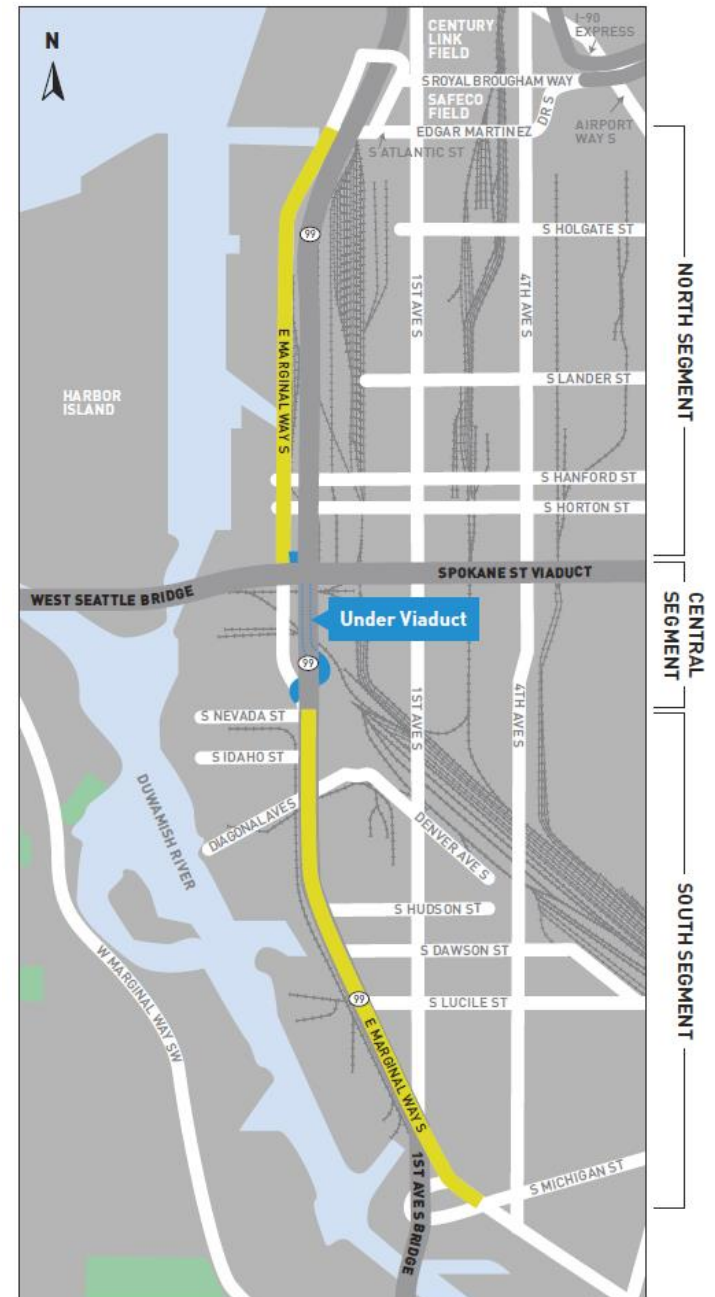 N
I-90
EXPRESS
CENTURY
LINK
FIELD
S ROYAL BROUGHAM WAY
SAFECO
FIELD
EDGAR MARTINEZ DR S
S ATLANTIC ST
AIRPORT
WAY S
99
S HOLGATE ST
1ST AVE S
4TH AVE S
E MARGINAL WAY S
S LANDER ST
HARBOR
ISLAND
S HANFORD ST
S HORTON ST
NORTH SEGMENT
SPOKANE ST VIADUCT
WEST SEATTLE BRIDGE
Under Viaduct
CENTRAL
SEGMENT
99
1ST AVE S
4TH AVE S
S NEVADA ST
S IDAHO ST
DUWAMISH RIVER
DIAGONAL AVE S
DENVER AVE S
S HUDSON ST
S DAWSON ST
99
S LUCILE ST
SOUTH SEGMENT
W MARGINAL WAY SW
E MARGINAL WAY S
1ST AVE S BRIDGE
S MICHIGAN ST